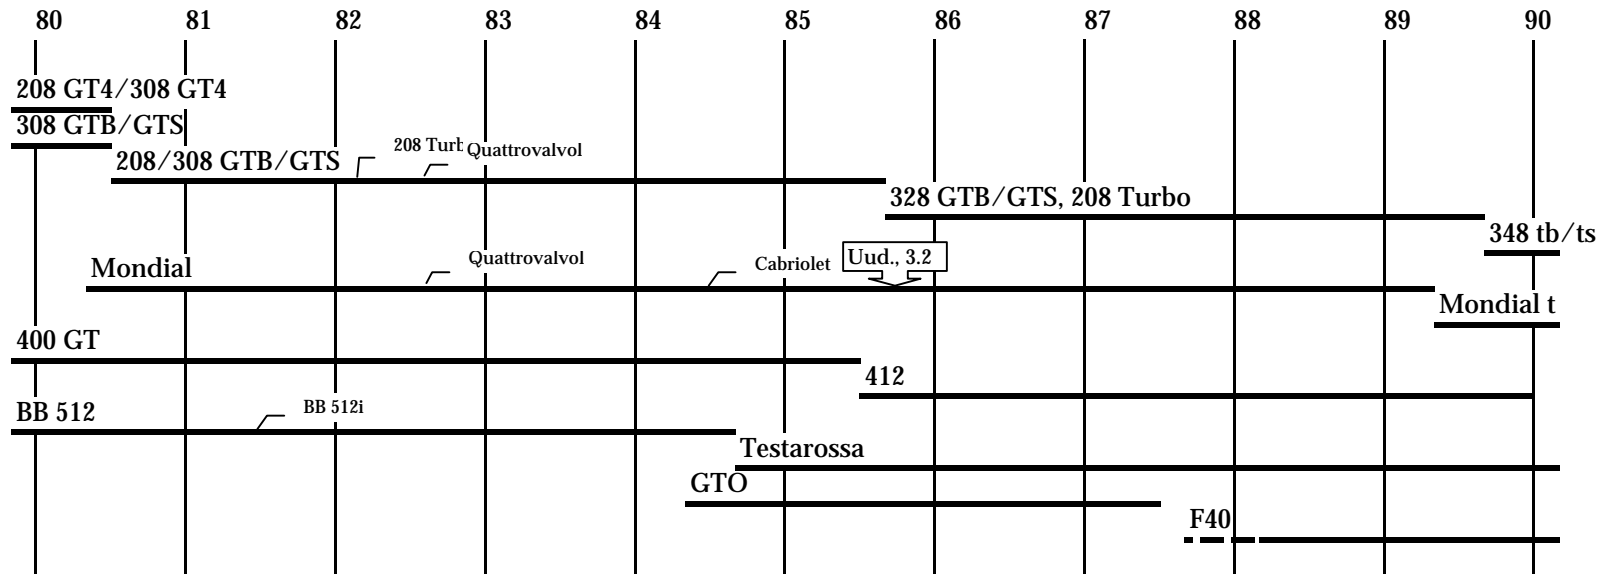 80 81 82 83 84 85 86 87 88 89 90
208 GT4/308 GT4
308 GTB/GTS
208/308 GTB/GTS
208 Turb
Quattrovalvol
328 GTB/GTS, 208 Turbo
348 tb/ts
Mondial
Quattrovalvol
Cabriolet
Uud., 3.2
Mondial t
400 GT
412
BB 512
BB 512i
Testarossa
GTO
F40